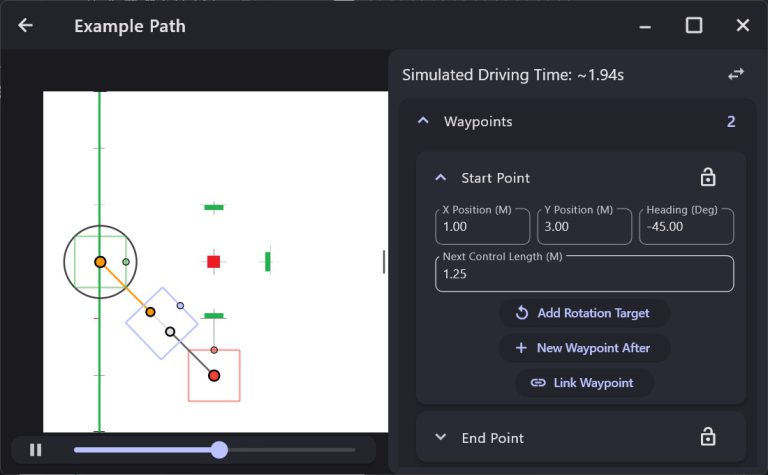 Example Path
Simulated Driving Time: ~1.94s
Waypoints 2
Start Point
X Position (M) Y Position (M) Heading (Deg)
1.00 3.00 -45.00
Next Control Length (M)
1.25
Add Rotation Target
New Waypoint After
Link Waypoint
End Point